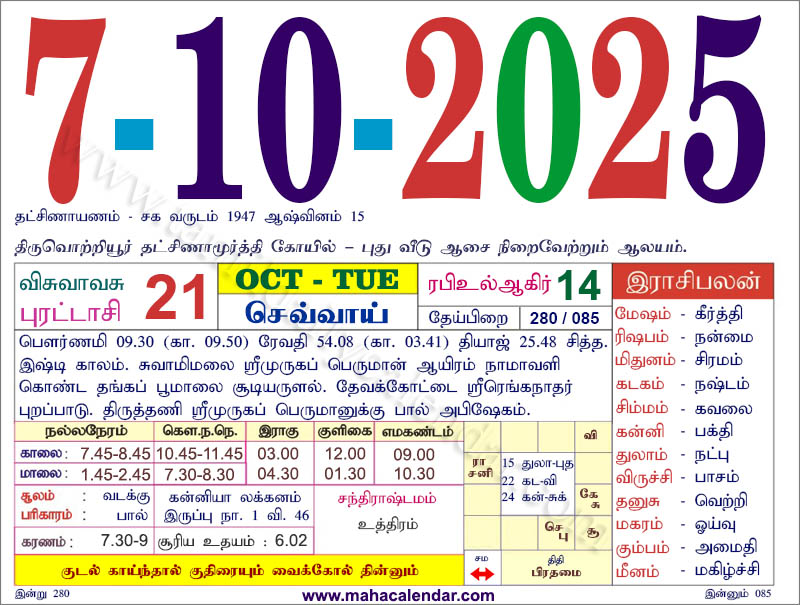 7-10-2025
தட்சிணாயணம் - சக வருடம் 1947 ஆஷ்வினம் 15
திருவொற்றியூர் தட்சிணாமூர்த்தி கோயில் – புது வீடு ஆசை நிறைவேற்றும் ஆலயம்.
விசுவாவசு
புரட்டாசி 21
OCT - TUE
செவ்வாய்
ரபிஉல்ஆகிர் 14
தேய்பிறை 280 / 085
பௌர்ணமி 09.30 (கா. 09.50) ரேவதி 54.08 (கா. 03.41) தியாஜ் 25.48 சித்த.
இஷ்டி காலம். சுவாமிமலை ஸ்ரீமுருகப் பெருமான் ஆயிரம் நாமாவளி
கொண்ட தங்கப் பூமாலை சூடியருளல். தேவக்கோட்டை ஸ்ரீரெங்கநாதர்
புறப்பாடு. திருத்தணி ஸ்ரீமுருகப் பெருமானுக்கு பால் அபிஷேகம்.
நல்லநேரம் கௌ.ந.நெ. இராகு குளிகை எமகண்டம்
காலை: 7.45-8.45 10.45-11.45 03.00 12.00 09.00
மாலை: 1.45-2.45 7.30-8.30 04.30 01.30 10.30
சூலம் : வடக்கு கன்னியா லக்கனம்
பரிகாரம் : பால் இருப்பு நா. 1 வி. 46
சந்திராஷ்டமம்
உத்திரம்
கரணம் : 7.30-9 சூரிய உதயம் : 6.02
குடல் காய்ந்தால் குதிரையும் வைக்கோல் தின்னும்
வி
ரா
சனி
15 துலா-புத
22 கட-வி
24 கன்-சுக்
கே
சு
செ
பு
சூ
சம
திதி
பிரதமை
இராசிபலன்
மேஷம் - கீர்த்தி
ரிஷபம் - நன்மை
மிதுனம் - சிரமம்
கடகம் - நஷ்டம்
சிம்மம் - கவலை
கன்னி - பக்தி
துலாம் - நட்பு
விருச்சி - பாசம்
தனுசு - வெற்றி
மகரம் - ஓய்வு
கும்பம் - அமைதி
மீனம் - மகிழ்ச்சி
இன்று 280
www.mahacalendar.com
இன்னும் 085